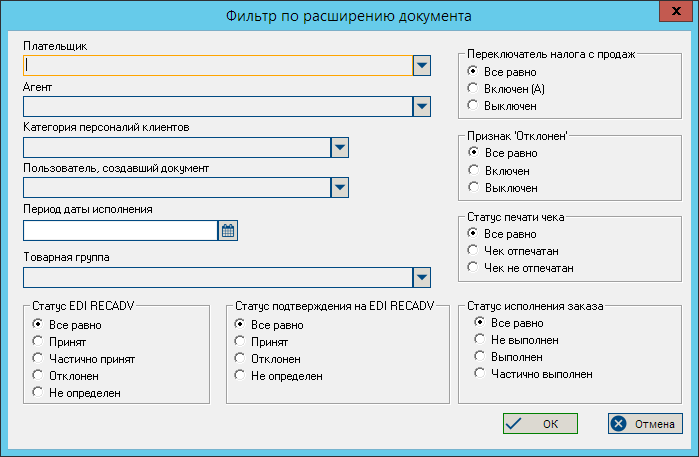 Фильтр по расширению документа
x
Плательщик
Агент
Категория персоналий клиентов
Пользователь, создавший документ
Период даты исполнения
Товарная группа
Переключатель налога с продаж
Все равно
Включен (А)
Выключен
Признак 'Отклонен'
Все равно
Включен
Выключен
Статус печати чека
Все равно
Чек отпечатан
Чек не отпечатан
Статус EDI RECADV
Все равно
Принят
Частично принят
Отклонен
Не определен
Статус подтверждения на EDI RECADV
Все равно
Принят
Отклонен
Не определен
Статус исполнения заказа
Все равно
Не выполнен
Выполнен
Частично выполнен
OK
Отмена